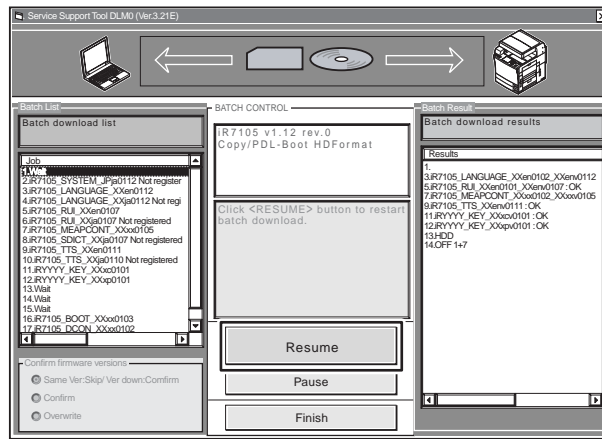 Service Support Tool DLM0 (Ver.3.21E)
Batch List
Batch download list
Job
1.Wait
2.iR7105_SYSTEM_JPja0112 Not register
3.iR7105_LANGUAGE_XXen0112
4.iR7105_LANGUAGE_XXja0112 Not regi
5.iR7105_RUI_XXen0107
6.iR7105_RUI_XXja0107 Not registered
7.iR7105_MEAPCONT_XXxx0105
8.iR7105_SDICT_XXja0107 Not registered
9.iR7105_TTS_XXen0111
10.iR7105_TTS_XXja0110 Not registered
11.iRYYYY_KEY_XXxc0101
12.iRYYYY_KEY_XXxp0101
13.Wait
14.Wait
15.Wait
16.iR7105_BOOT_XXxx0103
17.iR7105_DCON_XXxx0102
Confirm firmware versions
Same Ver:Skip/ Ver down:Comfirm
Confirm
Overwrite
BATCH CONTROL
iR7105 v1.12 rev.0
Copy/PDL-Boot HDFormat
Click <RESUME> button to restart
batch download.
Resume
Pause
Finish
Batch Result
Batch download results
Results
1.
3.iR7105_LANGUAGE_XXen0102_XXenv0112
5.iR7105_RUI_XXen0101_XXenv0107 : OK
7.iR7105_MEAPCONT_XXxx0102_XXxxv0105
9.iR7105_TTS_XXenv0111 : OK
11.iRYYYY_KEY_XXxcv0101 : OK
12.iRYYYY_KEY_XXxpv0101 : OK
13.HDD
14.OFF 1+7